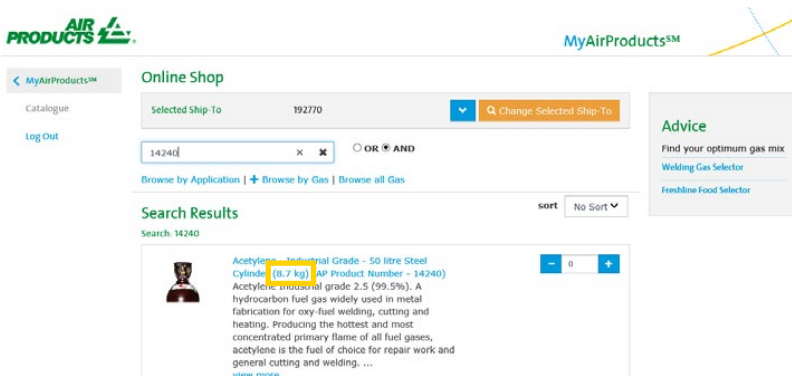 AIR
PRODUCTS
MyAirProducts℠
MyAirProducts℠
Catalogue
Log Out
Online Shop
Selected Ship-To 192770 Change Selected Ship-To
14240 × ✖ OR AND
Browse by Application | + Browse by Gas | Browse all Gas
Search Results
sort No Sort
Search: 14240
Acetylene - Industrial Grade - 50 litre Steel
Cylinder (8.7 kg) (AP Product Number - 14240)
Acetylene Industrial grade 2.5 (99.5%). A
hydrocarbon fuel gas widely used in metal
fabrication for oxy-fuel welding, cutting and
heating. Producing the hottest and most
concentrated primary flame of all fuel gases,
acetylene is the fuel of choice for repair work and
general cutting and welding. ...
view more
- 0 +
Advice
Find your optimum gas mix
Welding Gas Selector
Freshline Food Selector